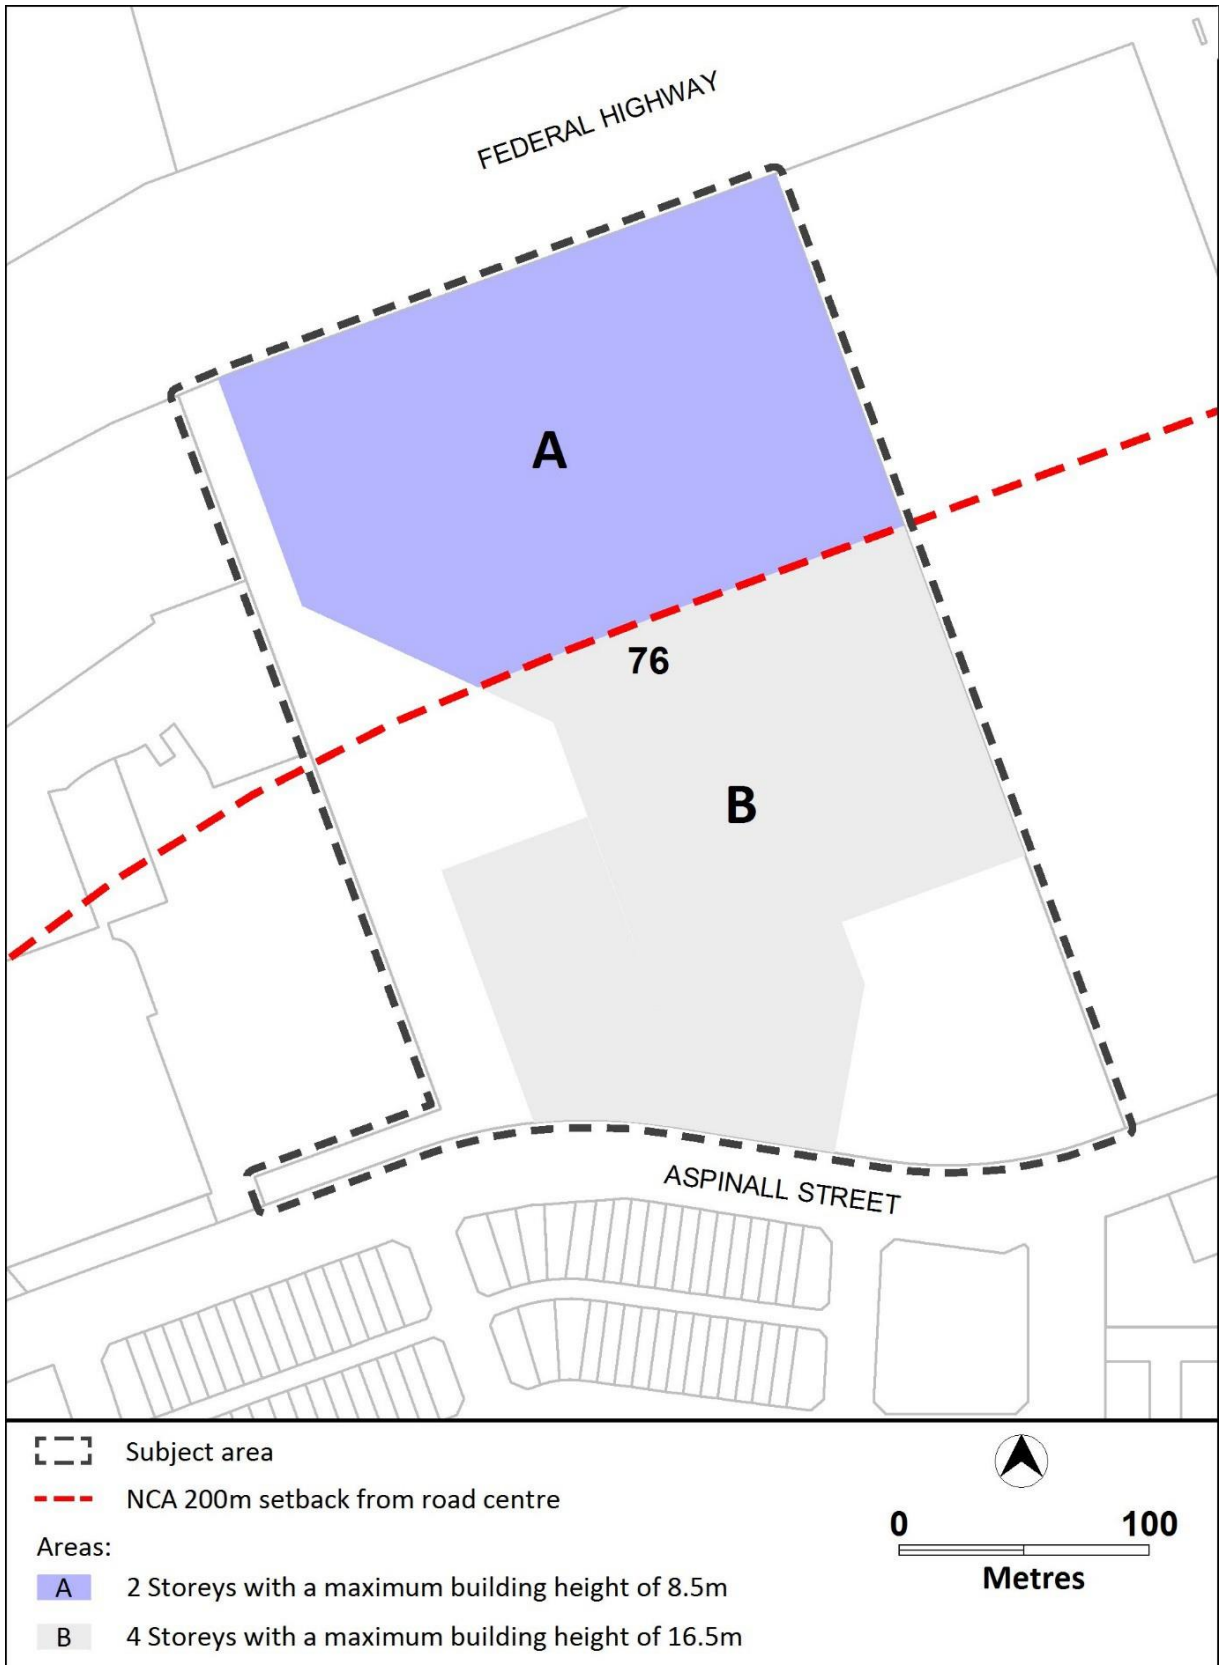 FEDERAL HIGHWAY
A
76
B
ASPINALL STREET
Subject area
NCA 200m setback from road centre
Areas:
A 2 Storeys with a maximum building height of 8.5m
B 4 Storeys with a maximum building height of 16.5m
0 100
Metres